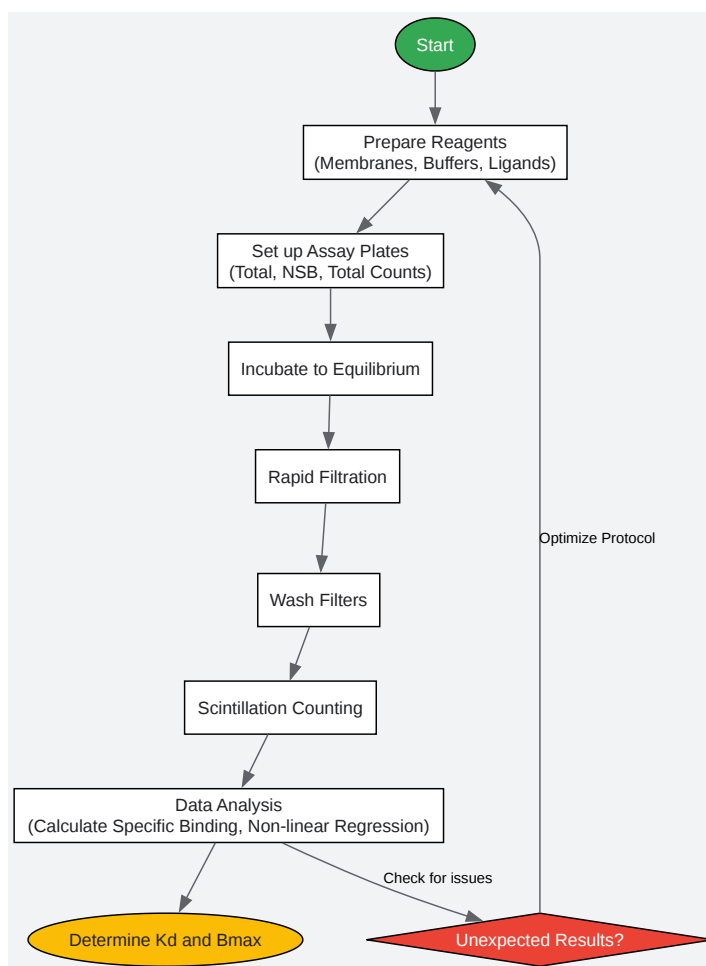 Start
Prepare Reagents
(Membranes, Buffers, Ligands)
Set up Assay Plates
(Total, NSB, Total Counts)
Incubate to Equilibrium
Rapid Filtration
Optimize Protocol
Wash Filters
Scintillation Counting
Data Analysis
(Calculate Specific Binding, Non-linear Regression)
Check for issues
Determine Kd and Bmax
Unexpected Results?